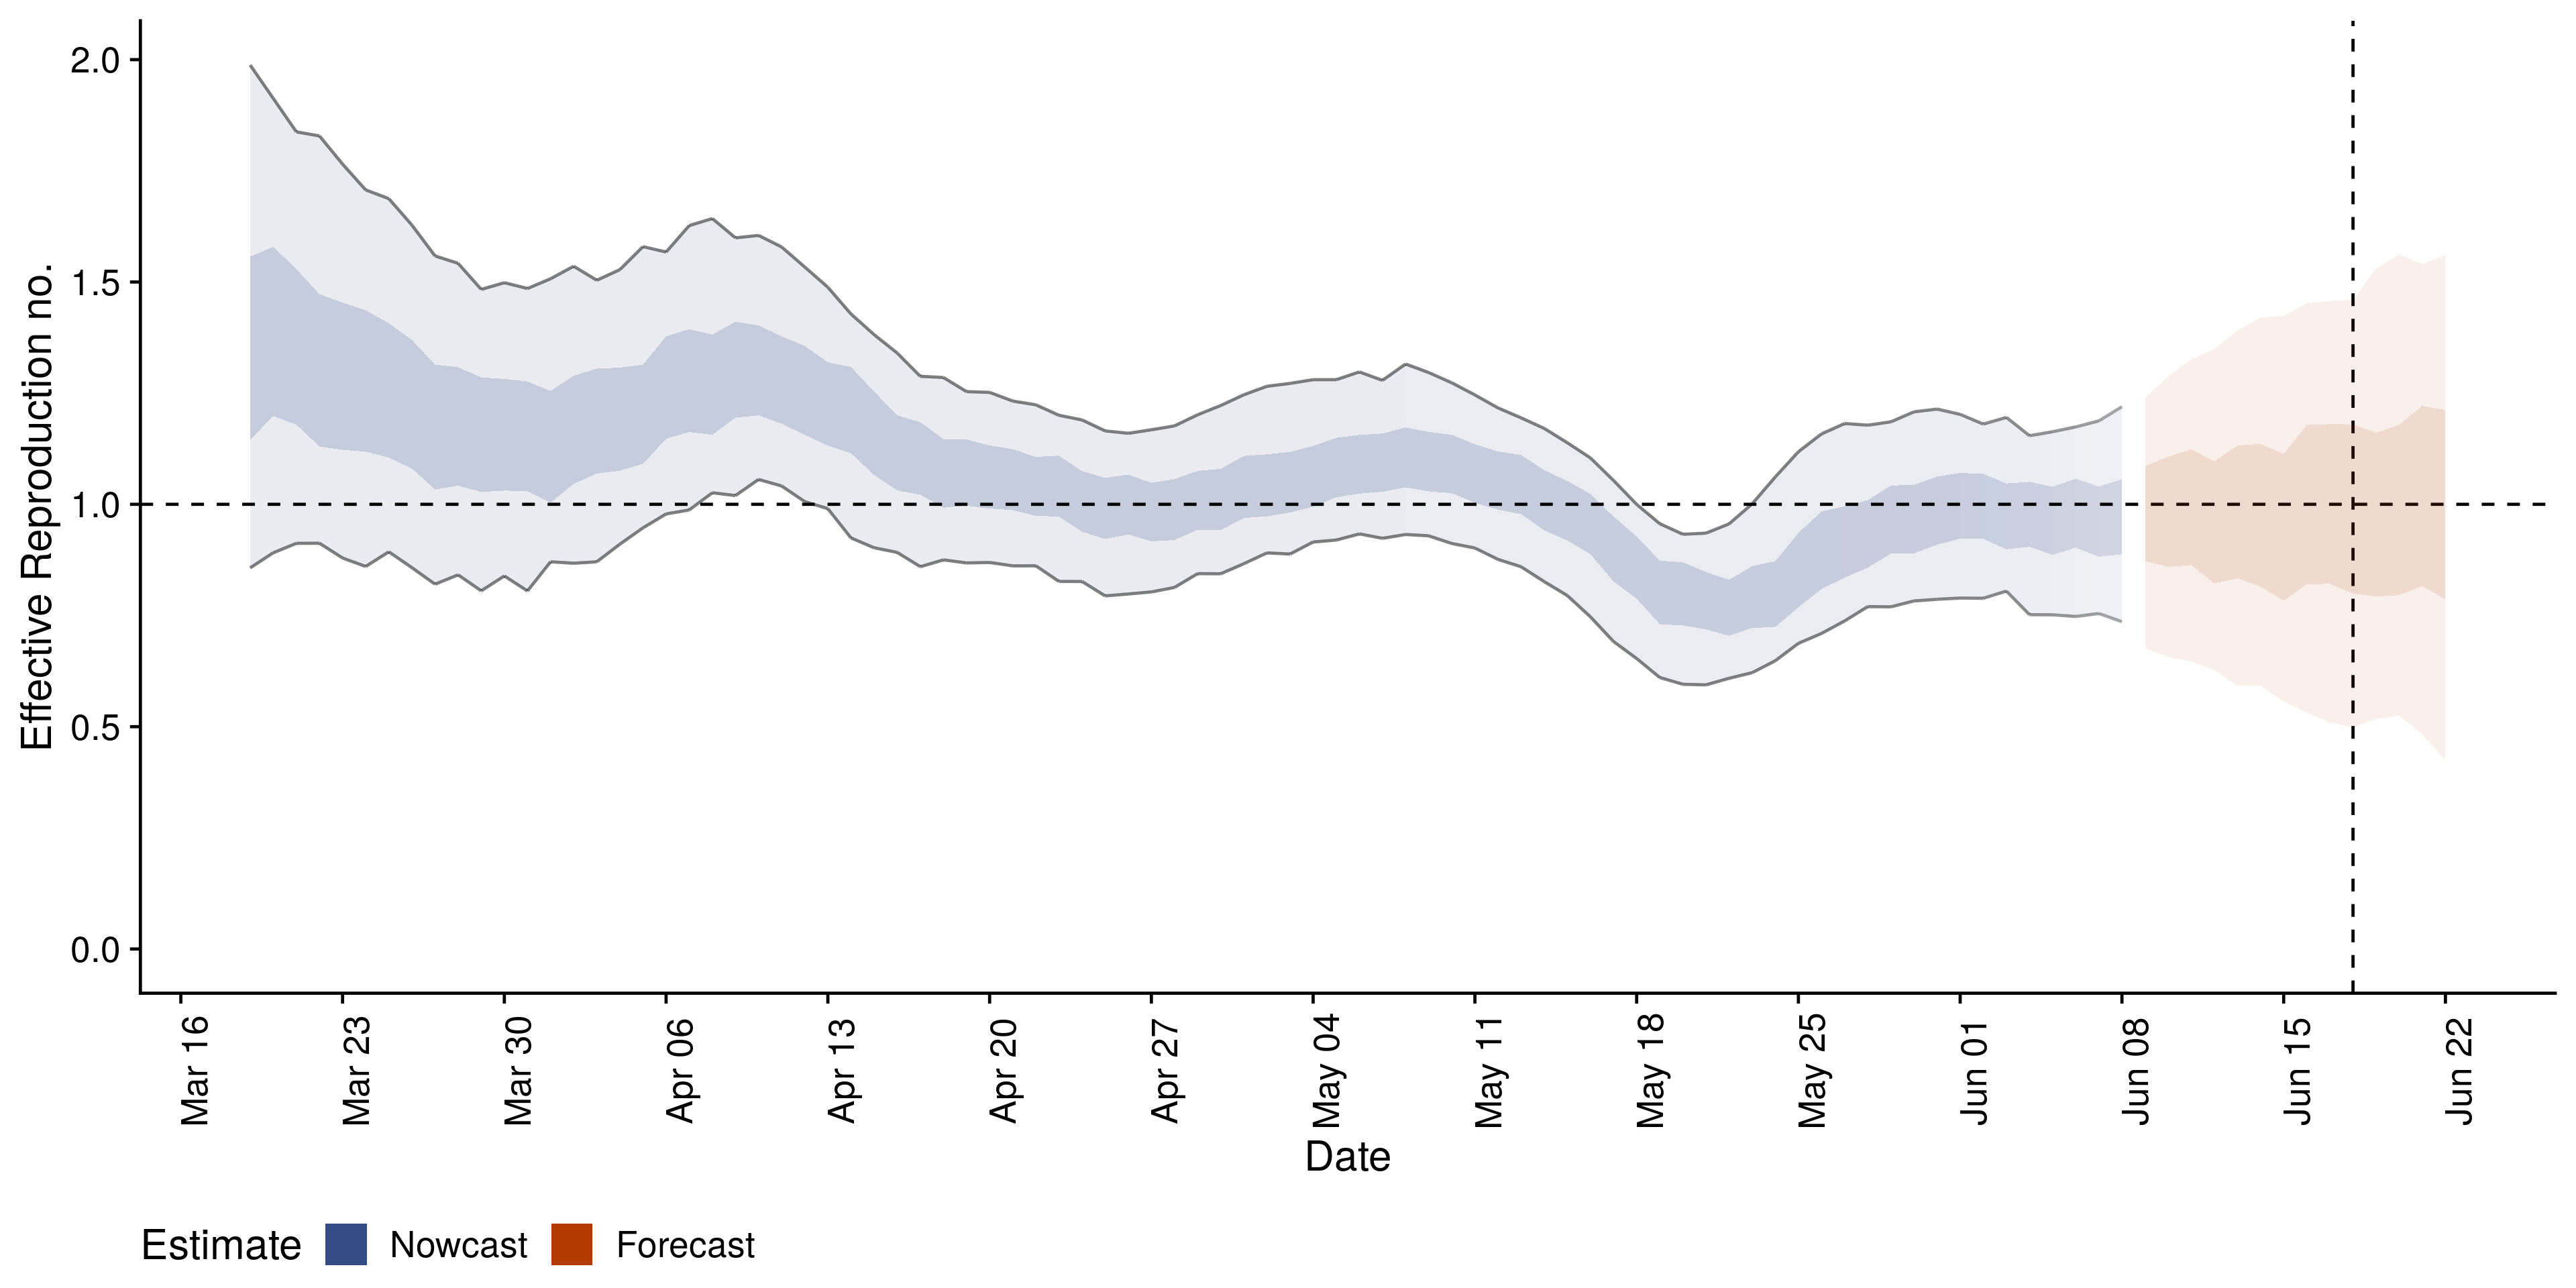 Effective Reproduction no.
2.0
1.5
1.0
0.5
0.0
Mar 16
Mar 23
Mar 30
Apr 06
Apr 13
Apr 20
Apr 27
May 04
May 11
May 18
May 25
Jun 01
Jun 08
Jun 15
Jun 22
Date
Estimate Nowcast Forecast